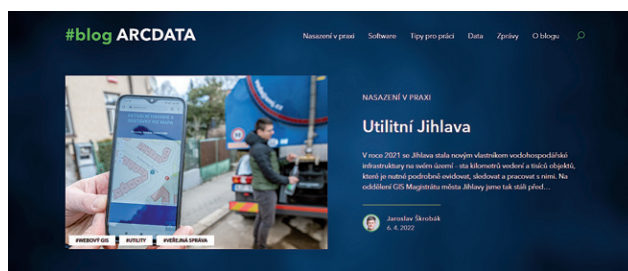 #blog ARCDATA
Nasazení v praxi Software Tipy pro práci Data Zprávy O blogu
NASAZENÍ V PRAXI
Utilitní Jihlava
V roce 2021 se Jihlava stala novým vlastníkem vodohospodářské
infrastruktury na svém území - sta kilometrů vedení a tisíců objektů,
které je nutné podrobně evidovat, sledovat a pracovat s nimi. Na
oddělení GIS Magistrátu města Jihlavy jsme tak stáli před…
Jaroslav Škrobák
6. 4. 2022
#WEBOVÝ GIS #UTILITY #VEŘEJNÁ SPRÁVA